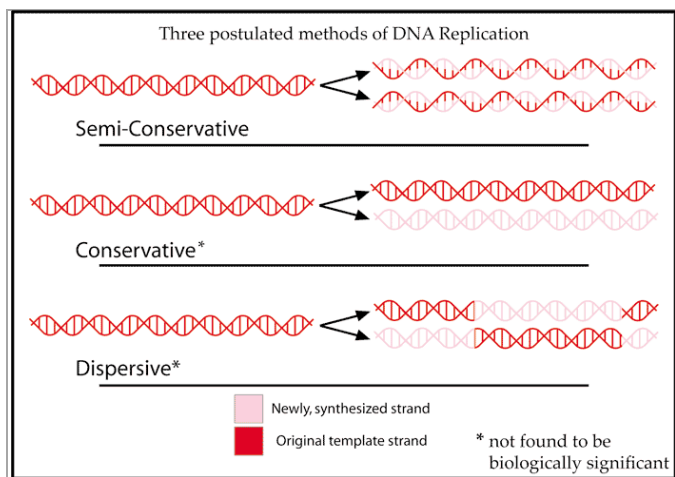 Three postulated methods of DNA Replication
Semi-Conservative
Conservative*
Dispersive*
Newly, synthesized strand
Original template strand
* not found to be
biologically significant